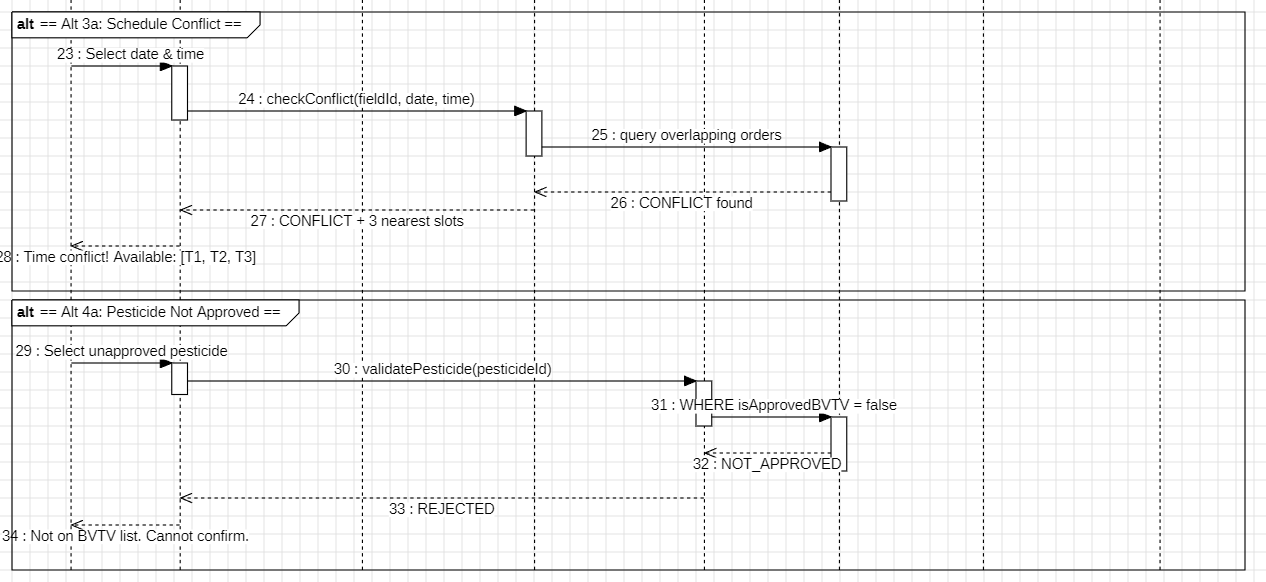 alt == Alt 3a: Schedule Conflict ==
23 : Select date & time
24 : checkConflict(fieldId, date, time)
25 : query overlapping orders
26 : CONFLICT found
27 : CONFLICT + 3 nearest slots
28 : Time conflict! Available: [T1, T2, T3]
alt == Alt 4a: Pesticide Not Approved ==
29 : Select unapproved pesticide
30 : validatePesticide(pesticideId)
31 : WHERE isApprovedBVTV = false
32 : NOT_APPROVED
33 : REJECTED
34 : Not on BVTV list. Cannot confirm.